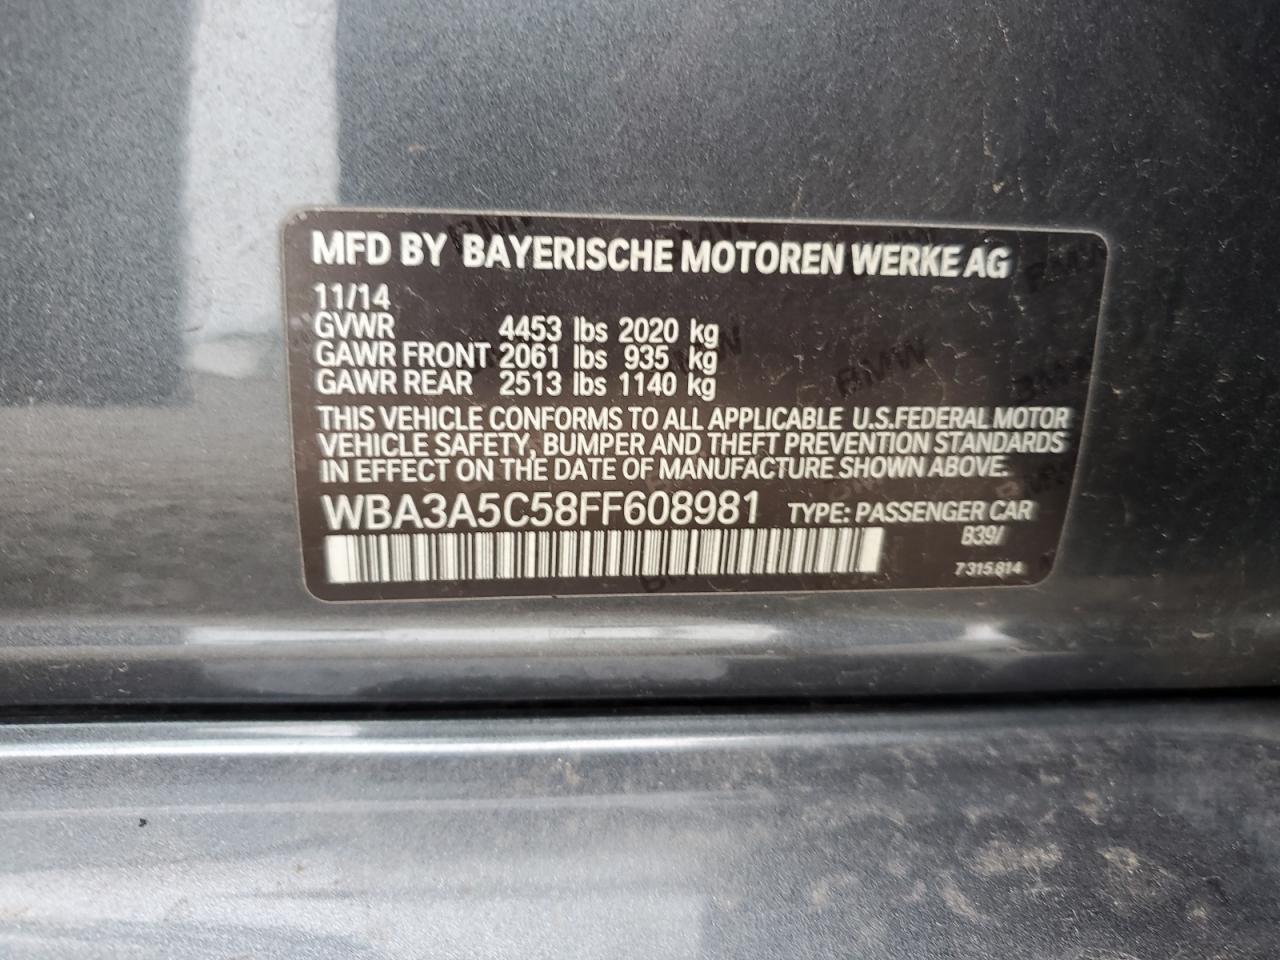 MFD BY BAYERISCHE MOTOREN WERKE AG
11/14
GVWR 4453 lbs 2020 kg
GAWR FRONT 2061 lbs 935 kg
GAWR REAR 2513 lbs 1140 kg
THIS VEHICLE CONFORMS TO ALL APPLICABLE U.S.FEDERAL MOTOR
VEHICLE SAFETY, BUMPER AND THEFT PREVENTION STANDARDS
IN EFFECT ON THE DATE OF MANUFACTURE SHOWN ABOVE.
WBA3A5C58FF608981 TYPE: PASSENGER CAR
B39/
7 315 814